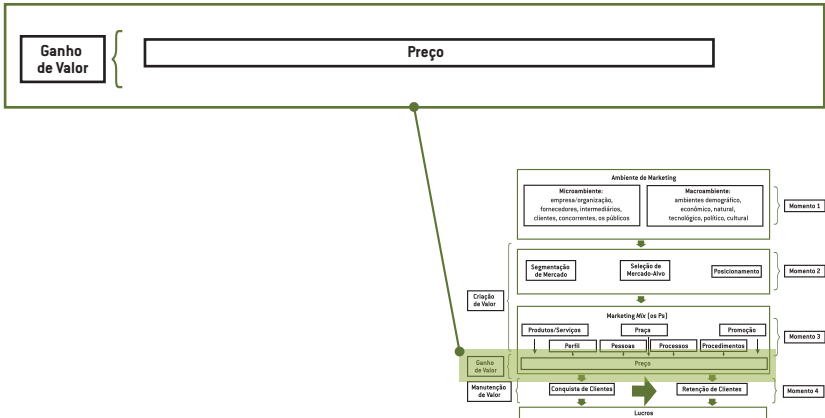 Ganho
de Valor
Preço
Ambiente de Marketing
Microambiente:
empresa/organização,
fornecedores, intermediários,
clientes, concorrentes, os públicos
Macroambiente:
ambientes demográfico,
econômico, natural,
tecnológico, político, cultural
Momento 1
Segmentação
de Mercado
Seleção de
Mercado-Alvo
Posicionamento
Momento 2
Criação
de Valor
Marketing Mix (os Ps)
Produtos/Serviços
Praça
Promoção
Perfil
Pessoas
Processos
Procedimentos
Momento 3
Ganho
de Valor
Preço
Manutenção
de Valor
Conquista de Clientes
Retenção de Clientes
Momento 4
Lucros